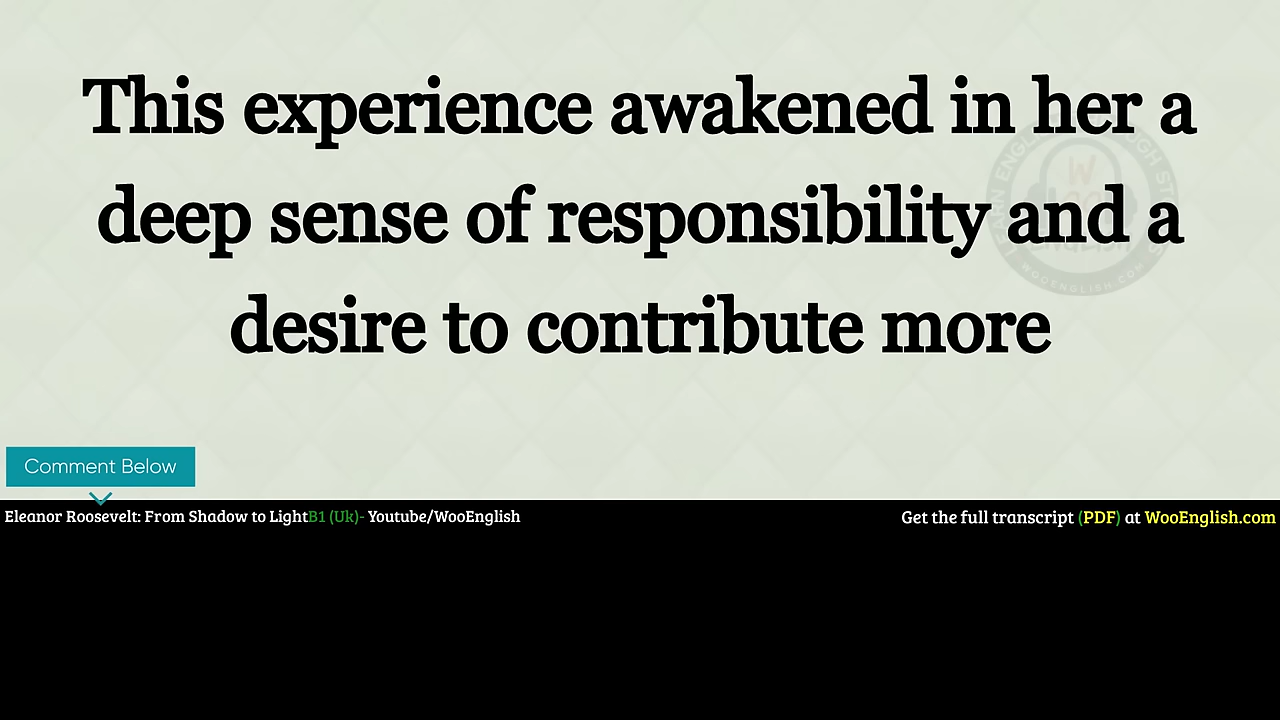 This experience awakened in her a
deep sense of responsibility and a
desire to contribute more
Comment Below
Eleanor Roosevelt: From Shadow to LightB1 (Uk)- Youtube/WooEnglish
Get the full transcript (PDF) at WooEnglish.com